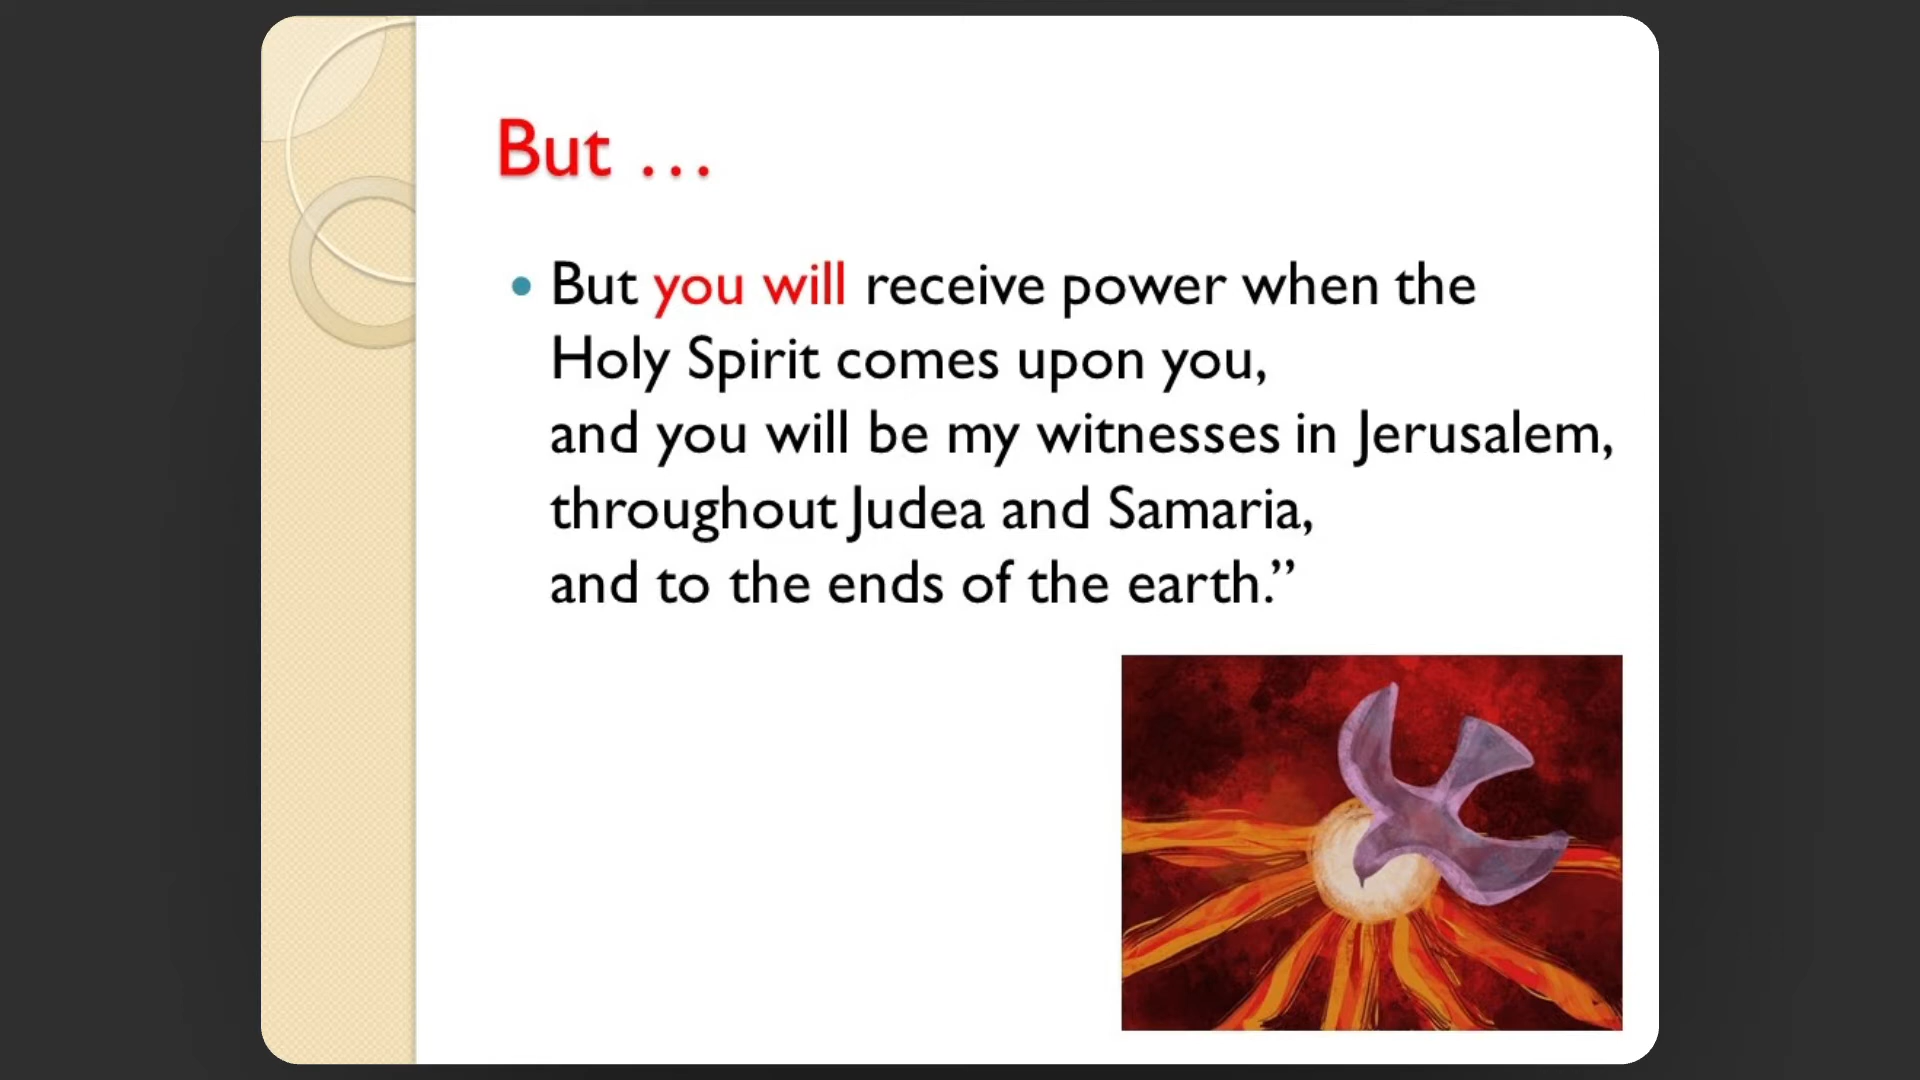 But …
• But you will receive power when the
Holy Spirit comes upon you,
and you will be my witnesses in Jerusalem,
throughout Judea and Samaria,
and to the ends of the earth.”